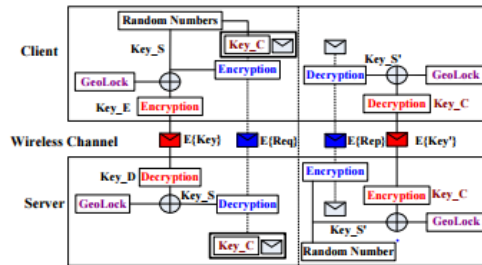 Random Numbers
Client
Key_S
Key_C
Key_S'
Encryption
Decryption
GeoLock
GeoLock
Key_E
Encryption
Decryption
Key_C
Wireless Channel
E{Key}
E{Req}
E{Rep}
E{Key'}
Key_D
Decryption
Encryption
Server
Key_S
Encryption
Key_C
GeoLock
Decryption
GeoLock
Key_S'
Key_C
Random Number